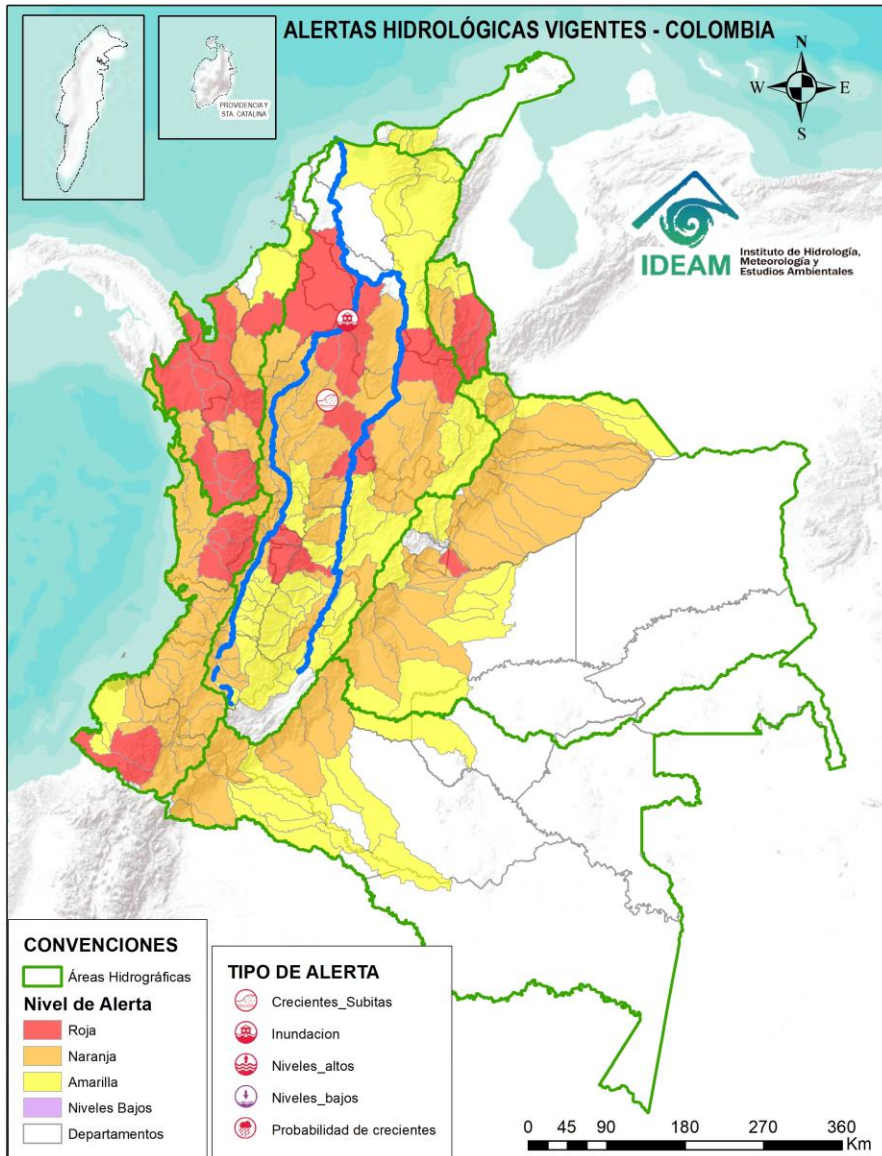 ALERTAS HIDROLÓGICAS VIGENTES - COLOMBIA
PROVIDENCIA Y
STA. CATALINA
N
W E
S
IDEAM
Instituto de Hidrología,
Meteorología y
Estudios Ambientales
CONVENCIONES
Áreas Hidrográficas
Nivel de Alerta
Roja
Naranja
Amarilla
Niveles Bajos
Departamentos
TIPO DE ALERTA
Crecientes_Subitas
Inundacion
Niveles_altos
Niveles_bajos
Probabilidad de crecientes
0 45 90 180 270 360
Km